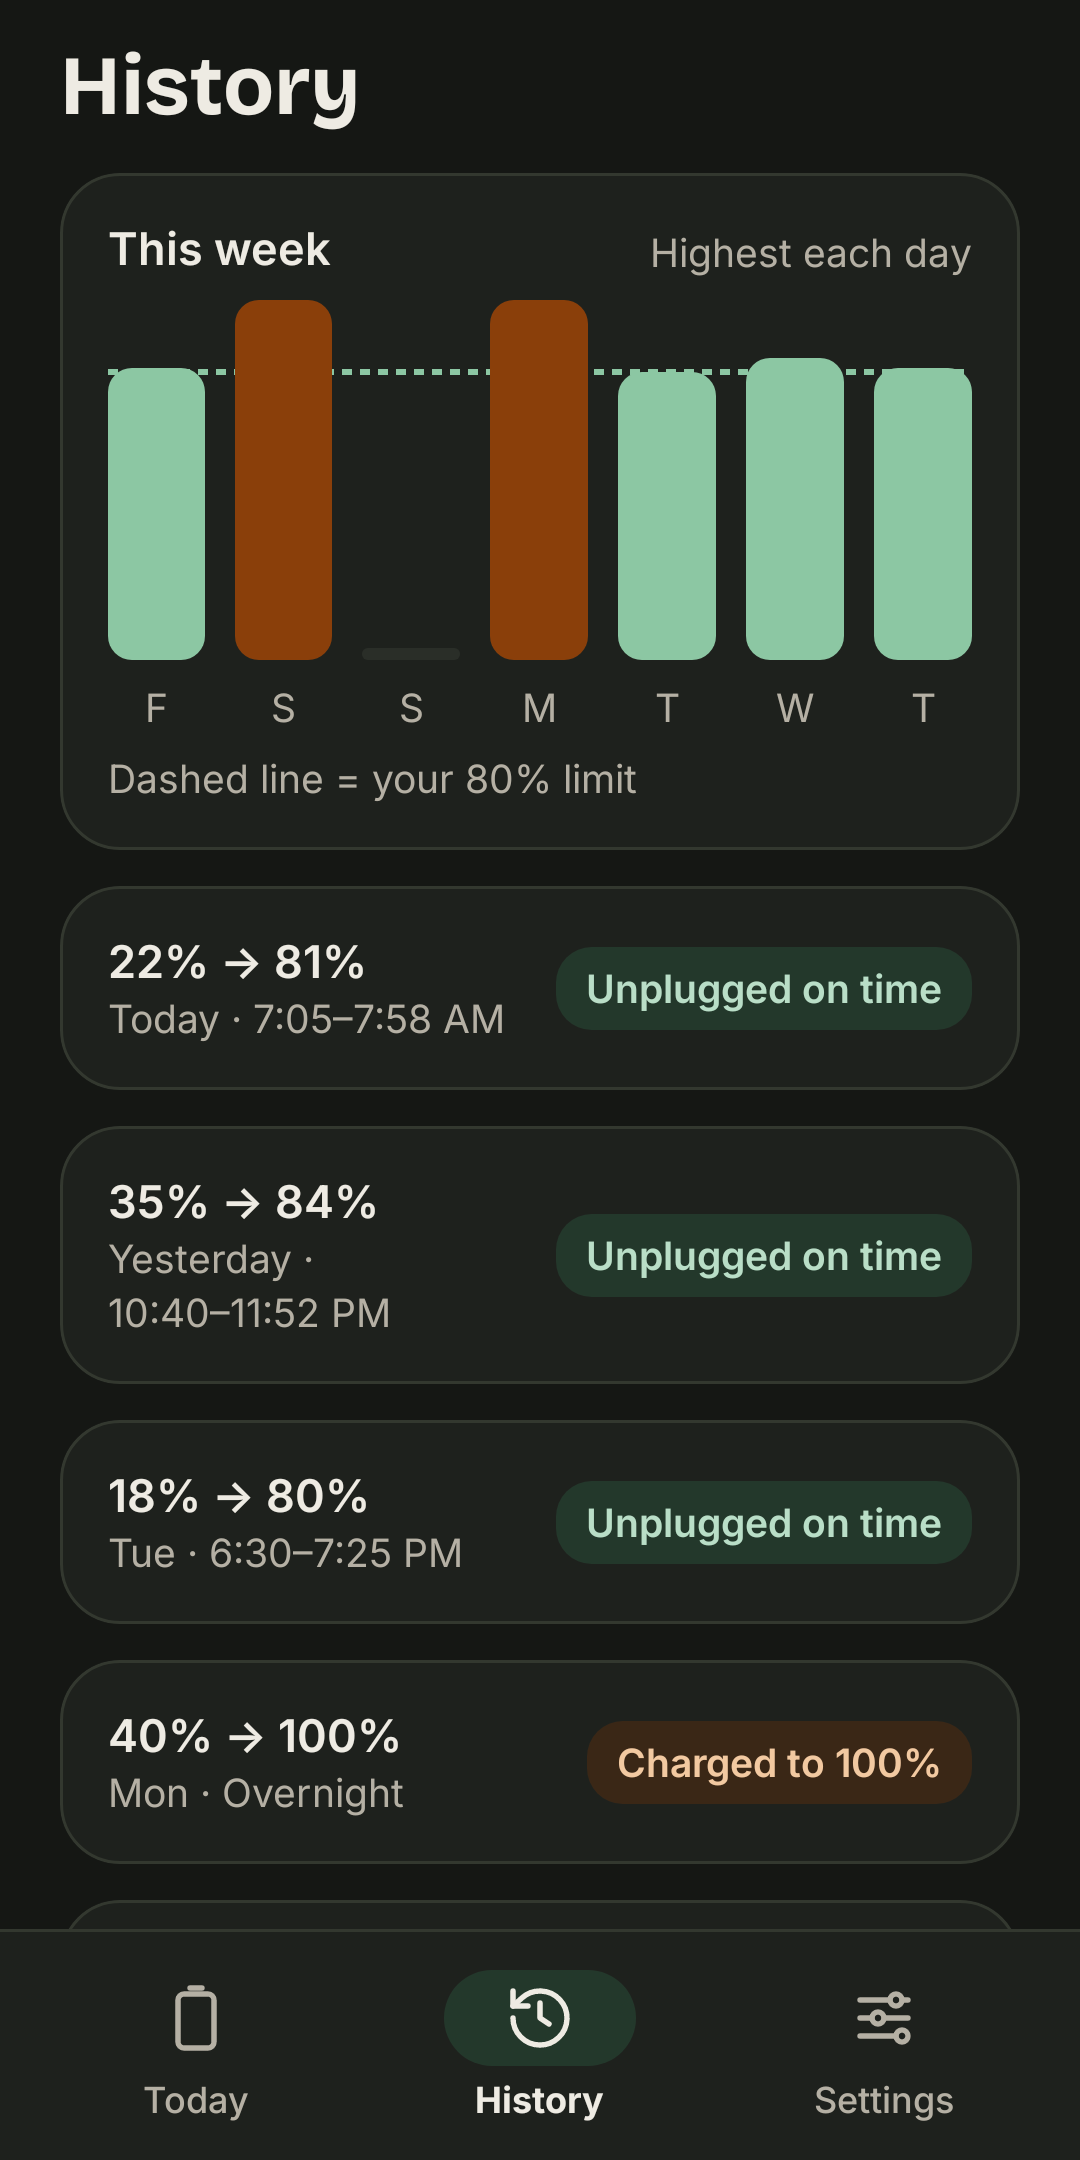 History
This week
Highest each day
F S S M T W T
Dashed line = your 80% limit
22% → 81%
Today · 7:05–7:58 AM
Unplugged on time
35% → 84%
Yesterday ·
10:40–11:52 PM
Unplugged on time
18% → 80%
Tue · 6:30–7:25 PM
Unplugged on time
40% → 100%
Mon · Overnight
Charged to 100%
Today
History
Settings